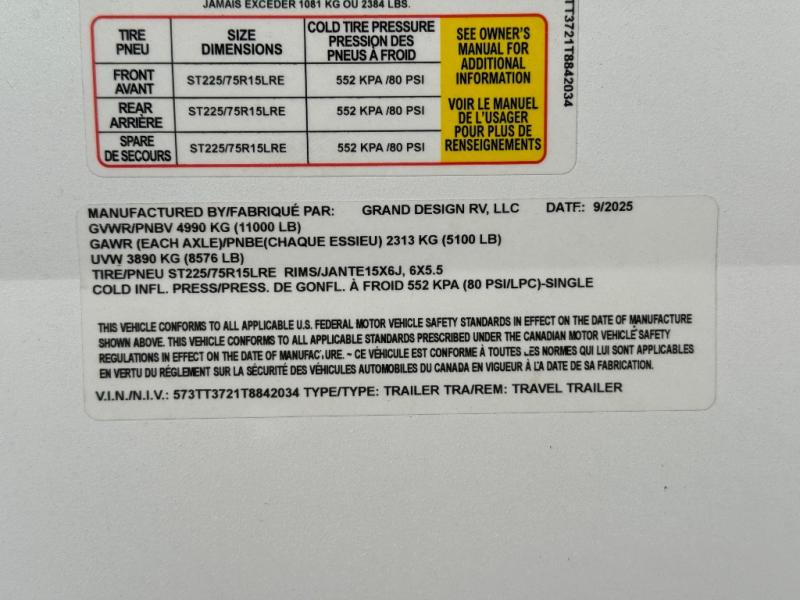 JAMAIS EXCÉDER 1081 KG OU 2384 LBS.
TIRE PNEU SIZE DIMENSIONS COLD TIRE PRESSURE PRESSION DES PNEUS À FROID
FRONT AVANT ST225/75R15LRE 552 KPA /80 PSI
REAR ARRIÈRE ST225/75R15LRE 552 KPA /80 PSI
SPARE DE SECOURS ST225/75R15LRE 552 KPA /80 PSI
SEE OWNER'S
MANUAL FOR
ADDITIONAL
INFORMATION
VOIR LE MANUEL
DE L'USAGER
POUR PLUS DE
RENSEIGNEMENTS
TT3721T8842034
MANUFACTURED BY/FABRIQUÉ PAR: GRAND DESIGN RV, LLC DATE: 9/2025
GVWR/PNBV 4990 KG (11000 LB)
GAWR (EACH AXLE)/PNBE(CHAQUE ESSIEU) 2313 KG (5100 LB)
UVW 3890 KG (8576 LB)
TIRE/PNEU ST225/75R15LRE RIMS/JANTE15X6J, 6X5.5
COLD INFL. PRESS/PRESS. DE GONFL. À FROID 552 KPA (80 PSI/LPC)-SINGLE
THIS VEHICLE CONFORMS TO ALL APPLICABLE U.S. FEDERAL MOTOR VEHICLE SAFETY STANDARDS IN EFFECT ON THE DATE OF MANUFACTURE
SHOWN ABOVE. THIS VEHICLE CONFORMS TO ALL APPLICABLE STANDARDS PRESCRIBED UNDER THE CANADIAN MOTOR VEHICLE SAFETY
REGULATIONS IN EFFECT ON THE DATE OF MANUFACTURE. ~ CE VÉHICULE EST CONFORME À TOUTES LES NORMES QUI LUI SONT APPLICABLES
EN VERTU DU RÉGLEMENT SUR LA SÉCURITÉ DES VÉHICULES AUTOMOBILES DU CANADA EN VIGUEUR À LA DATE DE SA FABRICATION.
V.I.N./N.I.V.: 573TT3721T8842034 TYPE/TYPE: TRAILER TRA/REM: TRAVEL TRAILER